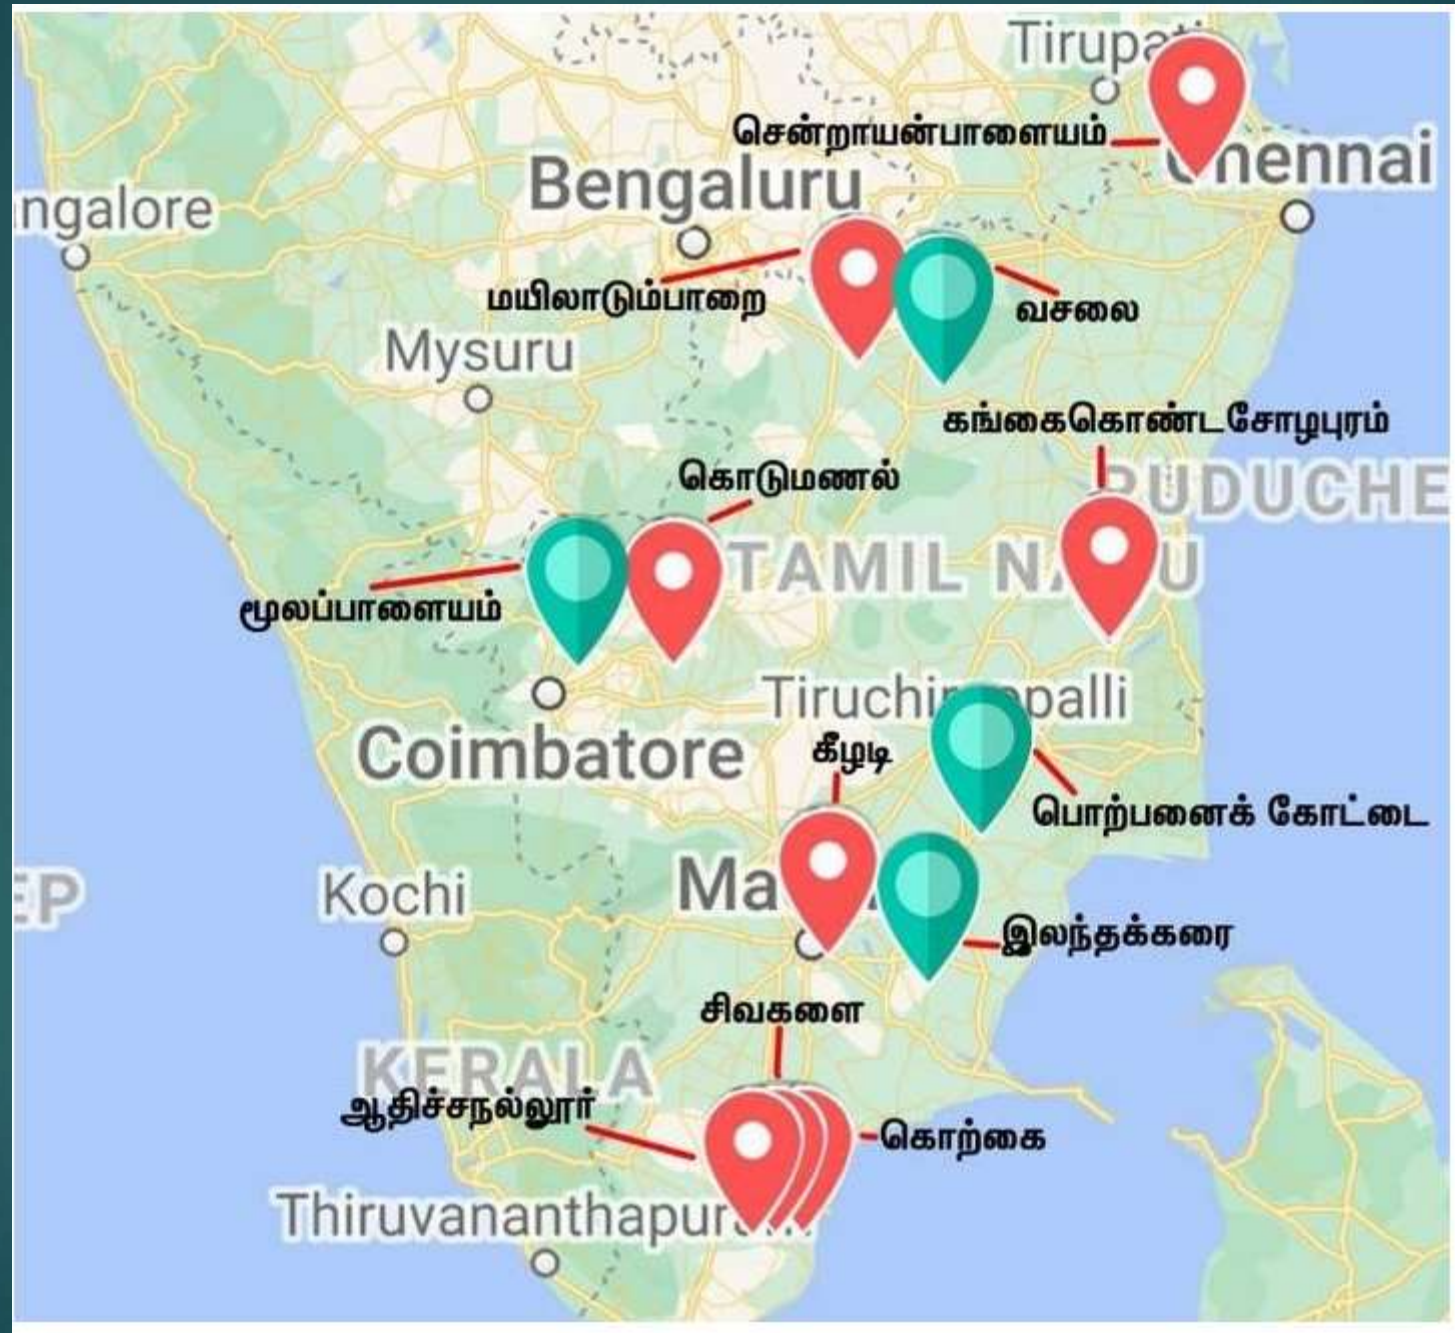 Tirupati
சென்றாயன்பாளையம்
Chennai
Bengaluru
ngalore
மயிலாடும்பாறை
வசலை
Mysuru
கங்கைகொண்டசோழபுரம்
கொடுமணல்
PUDUCHE
TAMIL NADU
மூலப்பாளையம்
Tiruchirappalli
கீழடி
Coimbatore
பொற்பனைக் கோட்டை
Ma
Kochi
EP
இலந்தக்கரை
சிவகளை
KERALA
ஆதிச்சநல்லூர்
கொற்கை
Thiruvananthapuram